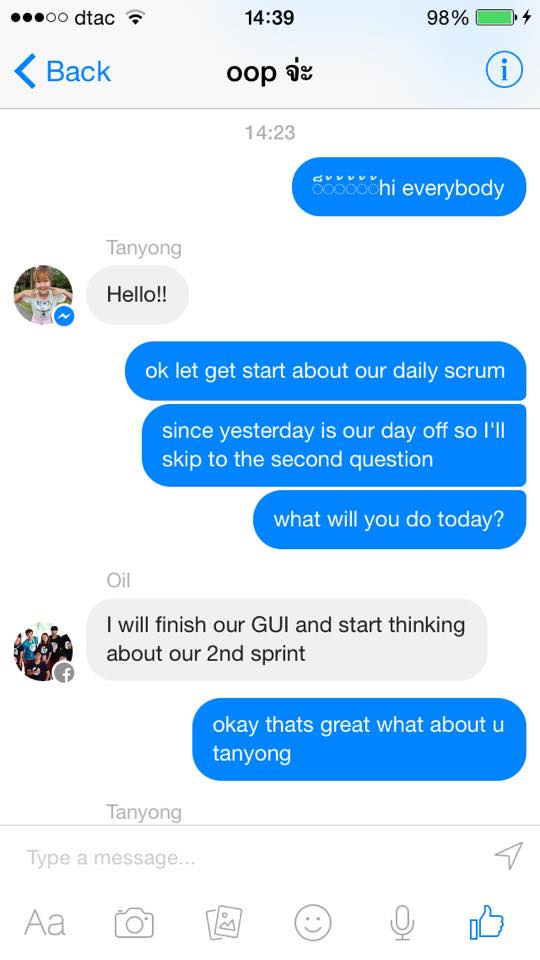 dtac 14:39 98%
Back oop จ่ะ
14:23
hi everybody
Tanyong
Hello!!
ok let get start about our daily scrum
since yesterday is our day off so I'll
skip to the second question
what will you do today?
Oil
I will finish our GUI and start thinking
about our 2nd sprint
okay thats great what about u
tanyong
Tanyong
Type a message...
Aa